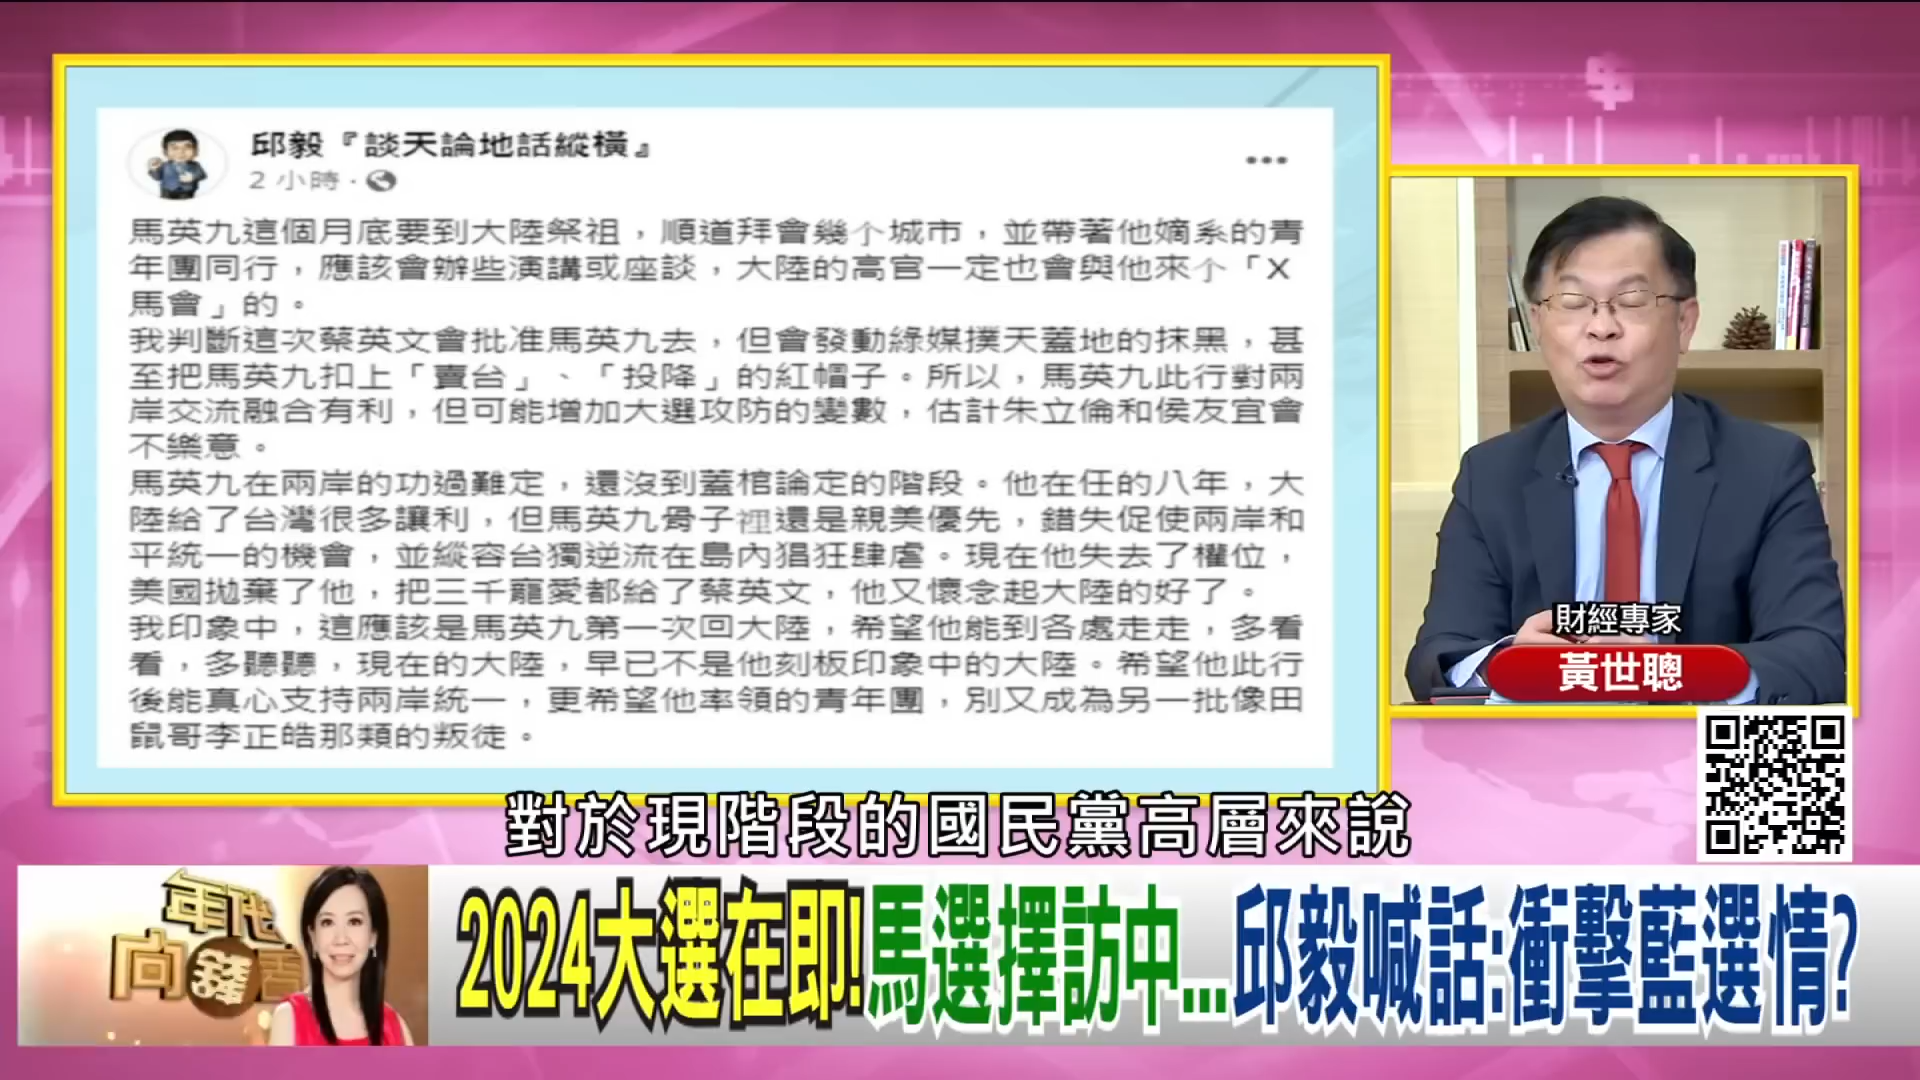 邱毅『談天論地話縱橫』
2 小時 ·
馬英九這個月底要到大陸祭祖，順道拜會幾个城市，並帶著他嫡系的青
年團同行，應該會辦些演講或座談，大陸的高官一定也會與他來个「X
馬會」的。
我判斷這次蔡英文會批准馬英九去，但會發動綠媒撲天蓋地的抹黑，甚
至把馬英九扣上「賣台」、「投降」的紅帽子。所以，馬英九此行對兩
岸交流融合有利，但可能增加大選攻防的變數，估計朱立倫和侯友宜會
不樂意。
馬英九在兩岸的功過難定，還沒到蓋棺論定的階段。他在任的八年，大
陸給了台灣很多讓利，但馬英九骨子裡還是親美優先，錯失促使兩岸和
平統一的機會，並縱容台獨逆流在島內猖狂肆虐。現在他失去了權位，
美國拋棄了他，把三千寵愛都給了蔡英文，他又懷念起大陸的好了。
我印象中，這應該是馬英九第一次回大陸，希望他能到各處走走，多看
看，多聽聽，現在的大陸，早已不是他刻板印象中的大陸。希望他此行
後能真心支持兩岸統一，更希望他率領的青年團，別又成為另一批像田
鼠哥李正皓那類的叛徒。
財經專家
黃世聰
對於現階段的國民黨高層來說
年代
向錢看
2024大選在即!馬選擇訪中...邱毅喊話:衝擊藍選情?